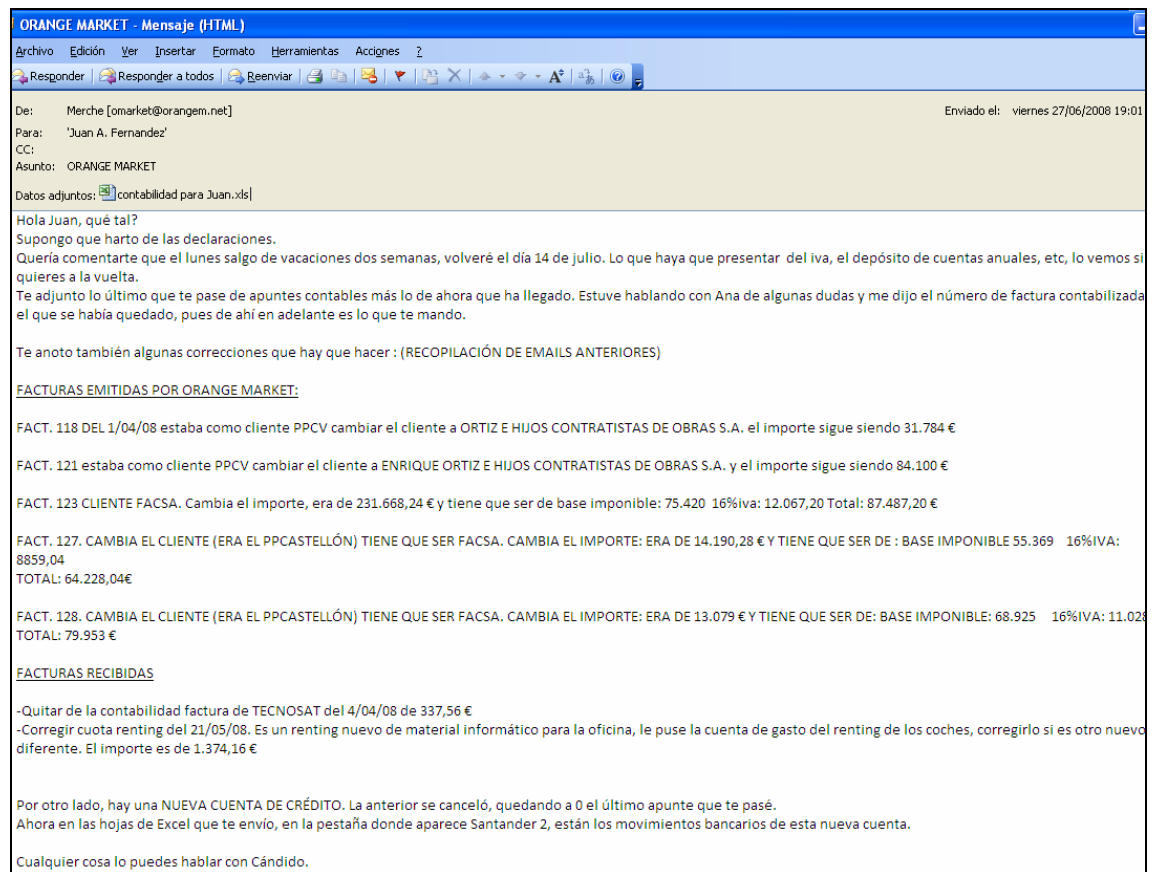 ORANGE MARKET - Mensaje (HTML)
Archivo Edición Ver Insertar Formato Herramientas Acciones ?
Responder Responder a todos Reenviar
De: Merche [omarket@orangem.net] Enviado el: viernes 27/06/2008 19:01
Para: 'Juan A. Fernandez'
CC:
Asunto: ORANGE MARKET
Datos adjuntos: contabilidad para Juan.xls
Hola Juan, qué tal?
Supongo que harto de las declaraciones.
Quería comentarte que el lunes salgo de vacaciones dos semanas, volveré el día 14 de julio. Lo que haya que presentar del iva, el depósito de cuentas anuales, etc, lo vemos si
quieres a la vuelta.
Te adjunto lo último que te pase de apuntes contables más lo de ahora que ha llegado. Estuve hablando con Ana de algunas dudas y me dijo el número de factura contabilizada
el que se había quedado, pues de ahí en adelante es lo que te mando.
Te anoto también algunas correcciones que hay que hacer : (RECOPILACIÓN DE EMAILS ANTERIORES)
FACTURAS EMITIDAS POR ORANGE MARKET:
FACT. 118 DEL 1/04/08 estaba como cliente PPCV cambiar el cliente a ORTIZ E HIJOS CONTRATISTAS DE OBRAS S.A. el importe sigue siendo 31.784 €
FACT. 121 estaba como cliente PPCV cambiar el cliente a ENRIQUE ORTIZ E HIJOS CONTRATISTAS DE OBRAS S.A. y el importe sigue siendo 84.100 €
FACT. 123 CLIENTE FACSA. Cambia el importe, era de 231.668,24 € y tiene que ser de base imponible: 75.420 16%iva: 12.067,20 Total: 87.487,20 €
FACT. 127. CAMBIA EL CLIENTE (ERA EL PPCASTELLÓN) TIENE QUE SER FACSA. CAMBIA EL IMPORTE: ERA DE 14.190,28 € Y TIENE QUE SER DE : BASE IMPONIBLE 55.369 16%IVA:
8859,04
TOTAL: 64.228,04€
FACT. 128. CAMBIA EL CLIENTE (ERA EL PPCASTELLÓN) TIENE QUE SER FACSA. CAMBIA EL IMPORTE: ERA DE 13.079 € Y TIENE QUE SER DE: BASE IMPONIBLE: 68.925 16%IVA: 11.028
TOTAL: 79.953 €
FACTURAS RECIBIDAS
-Quitar de la contabilidad factura de TECNOSAT del 4/04/08 de 337,56 €
-Corregir cuota renting del 21/05/08. Es un renting nuevo de material informático para la oficina, le puse la cuenta de gasto del renting de los coches, corregirlo si es otro nuevo
diferente. El importe es de 1.374,16 €
Por otro lado, hay una NUEVA CUENTA DE CRÉDITO. La anterior se canceló, quedando a 0 el último apunte que te pasé.
Ahora en las hojas de Excel que te envío, en la pestaña donde aparece Santander 2, están los movimientos bancarios de esta nueva cuenta.
Cualquier cosa lo puedes hablar con Cándido.